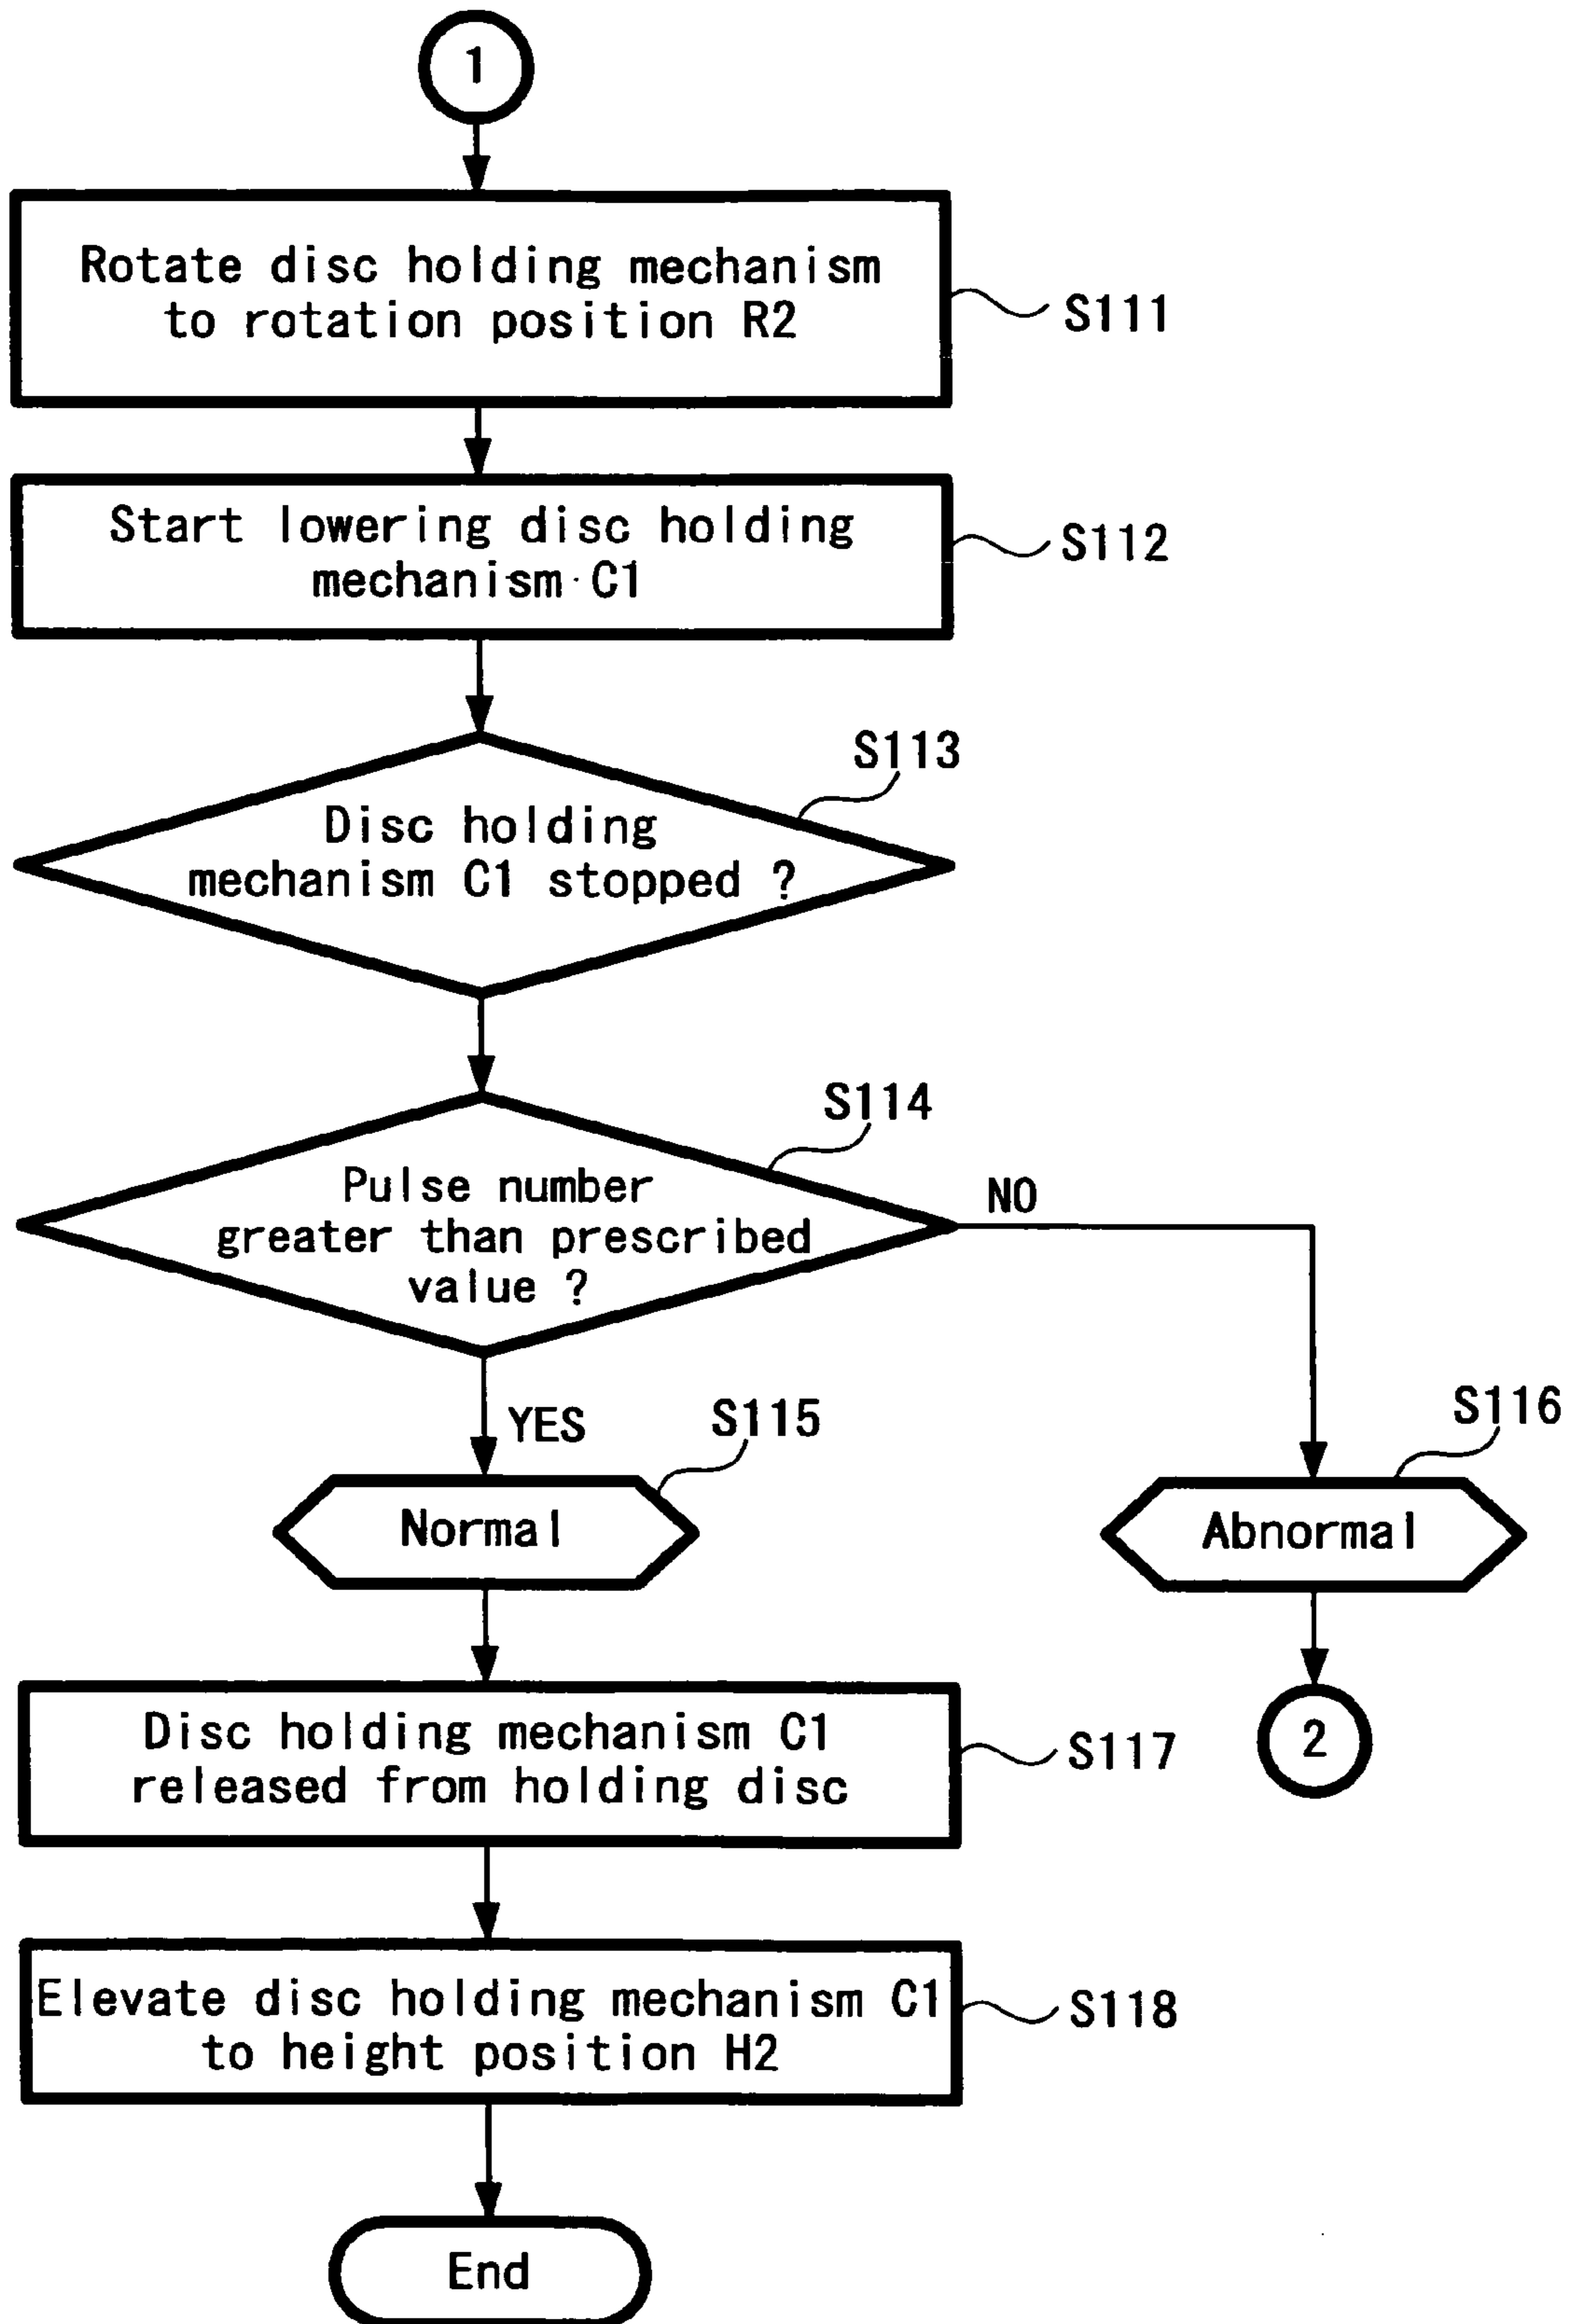 1
Rotate disc holding mechanism
to rotation position R2
S111
Start lowering disc holding
mechanism C1
S112
S113
Disc holding
mechanism C1 stopped ?
S114
Pulse number
greater than prescribed
value ?
NO
YES
S115
S116
Normal
Abnormal
Disc holding mechanism C1
released from holding disc
S117
2
Elevate disc holding mechanism C1
to height position H2
S118
End